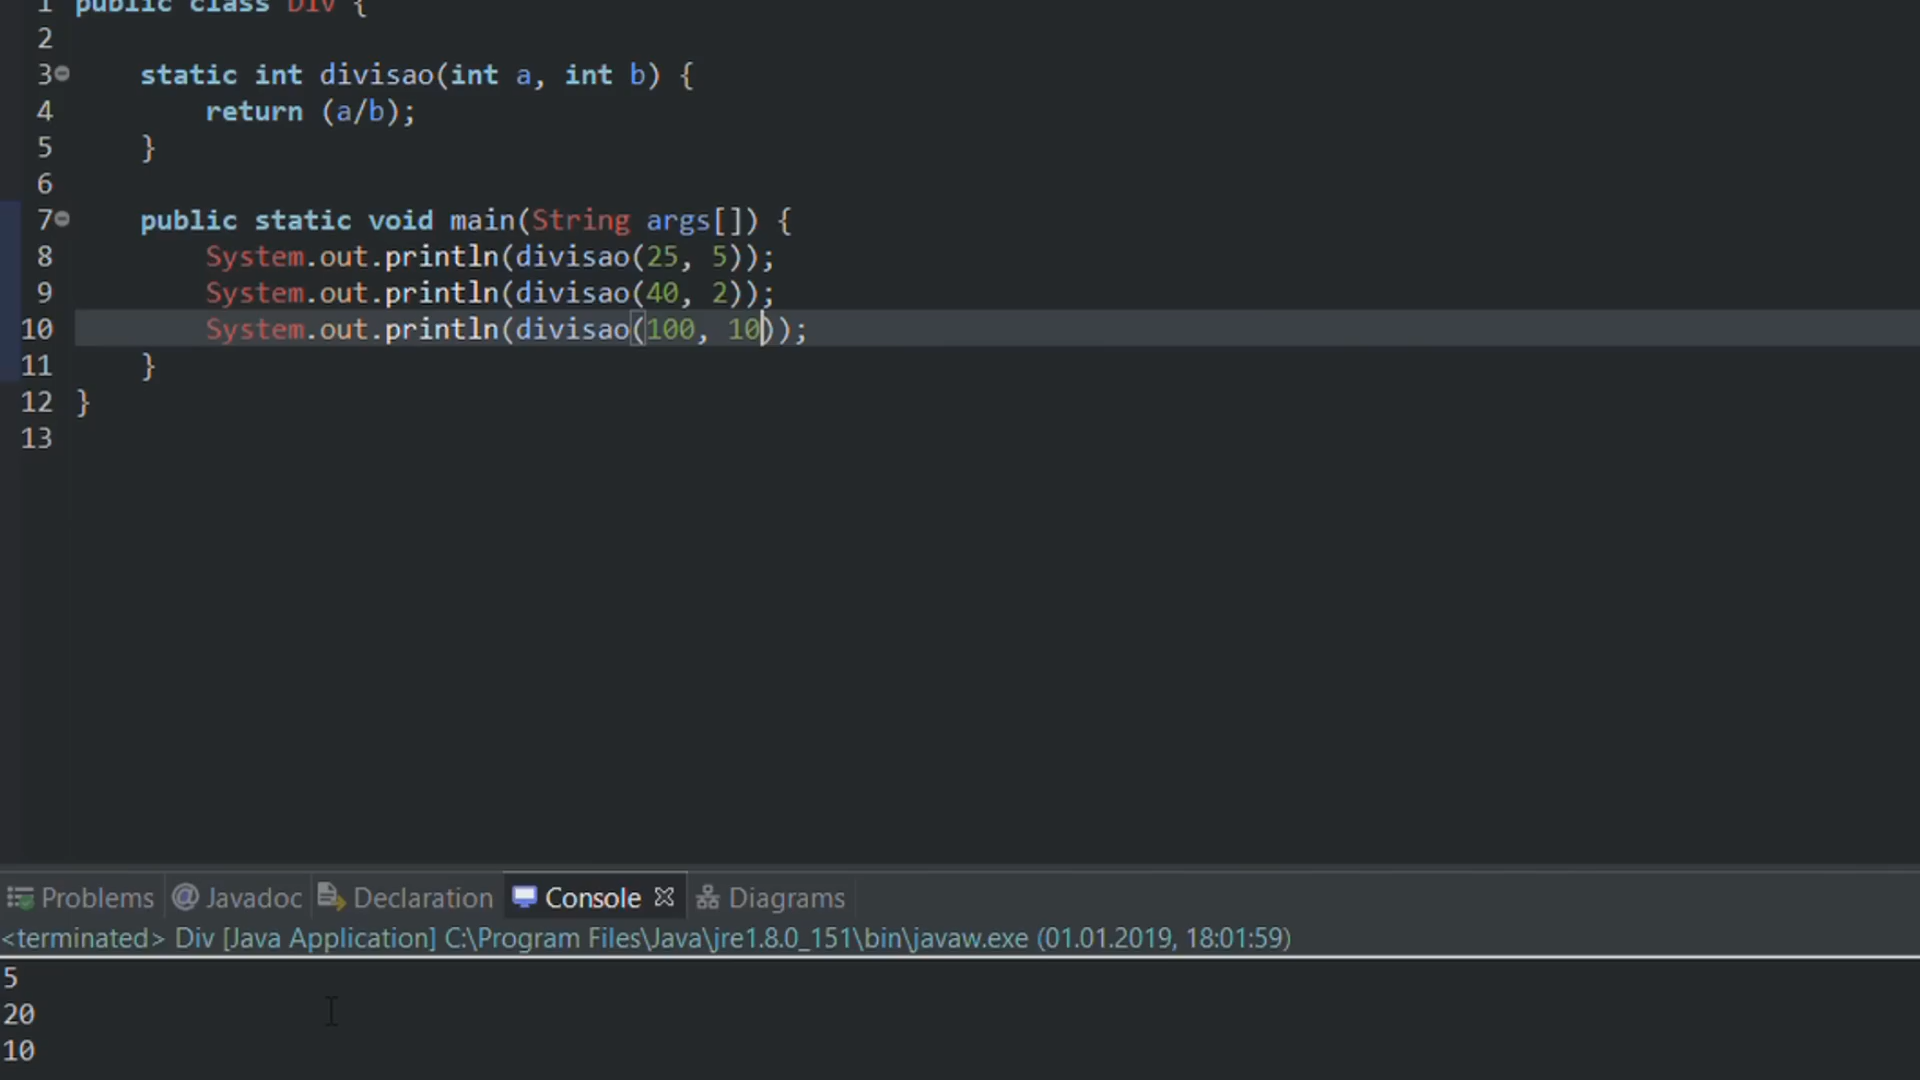 1 public class Div {
2
3 static int divisao(int a, int b) {
4 return (a/b);
5 }
6
7 public static void main(String args[]) {
8 System.out.println(divisao(25, 5));
9 System.out.println(divisao(40, 2));
10 System.out.println(divisao(100, 10));
11 }
12 }
13
Problems @ Javadoc Declaration Console Diagrams
<terminated> Div [Java Application] C:\Program Files\Java\jre1.8.0_151\bin\javaw.exe (01.01.2019, 18:01:59)
5
20
10